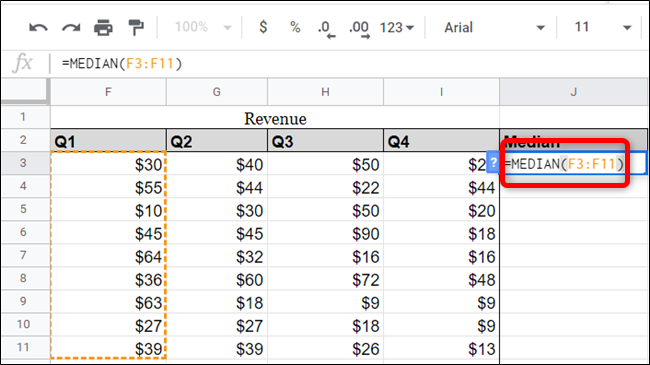 100% $ % .0 .00 123 Arial 11
fx =MEDIAN(F3:F11)
F G H I J
1 Revenue
2 Q1 Q2 Q3 Q4 Median
3 $30 $40 $50 ? =MEDIAN(F3:F11)
4 $55 $44 $22 $44
5 $10 $30 $50 $20
6 $45 $45 $90 $18
7 $64 $32 $16 $16
8 $36 $60 $72 $48
9 $63 $18 $9 $9
10 $27 $27 $18 $9
11 $39 $39 $26 $13